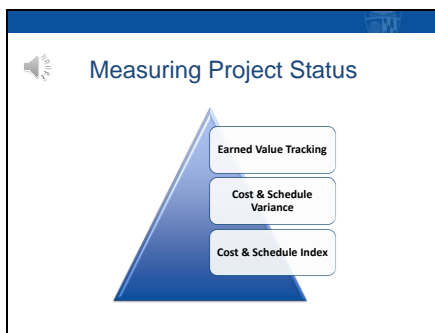 Measuring Project Status
Earned Value Tracking
Cost & Schedule
Variance
Cost & Schedule Index